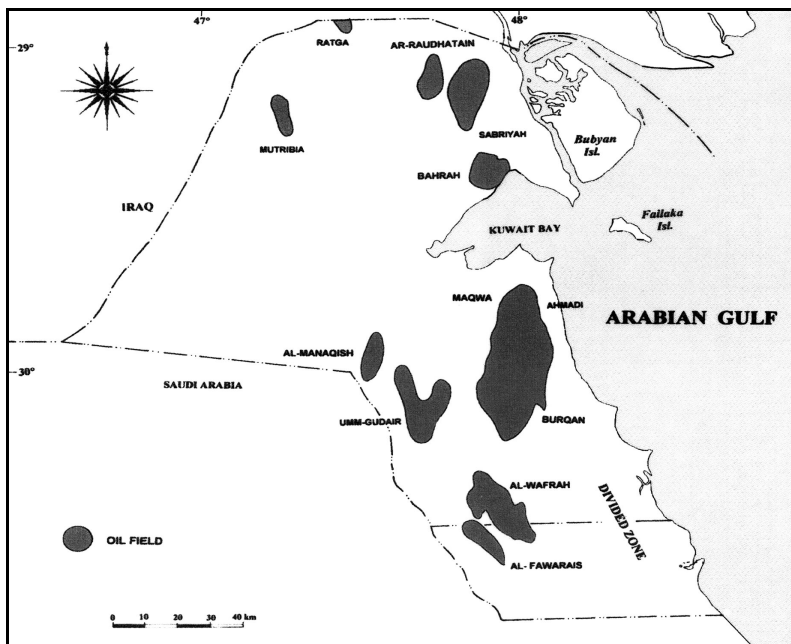 47
48
29°
RATGA
AR-RAUDHATAIN
SABRIYAH
MUTRIBIA
Bubyan
Isl.
BAHRAH
IRAQ
Failaka
Isl.
KUWAIT BAY
MAQWA
AHMADI
ARABIAN GULF
AL-MANAQISH
30°
SAUDI ARABIA
UMM-GUDAIR
BURQAN
AL-WAFRAH
DIVIDED ZONE
OIL FIELD
AL- FAWARAIS
0 10 20 30 40 km